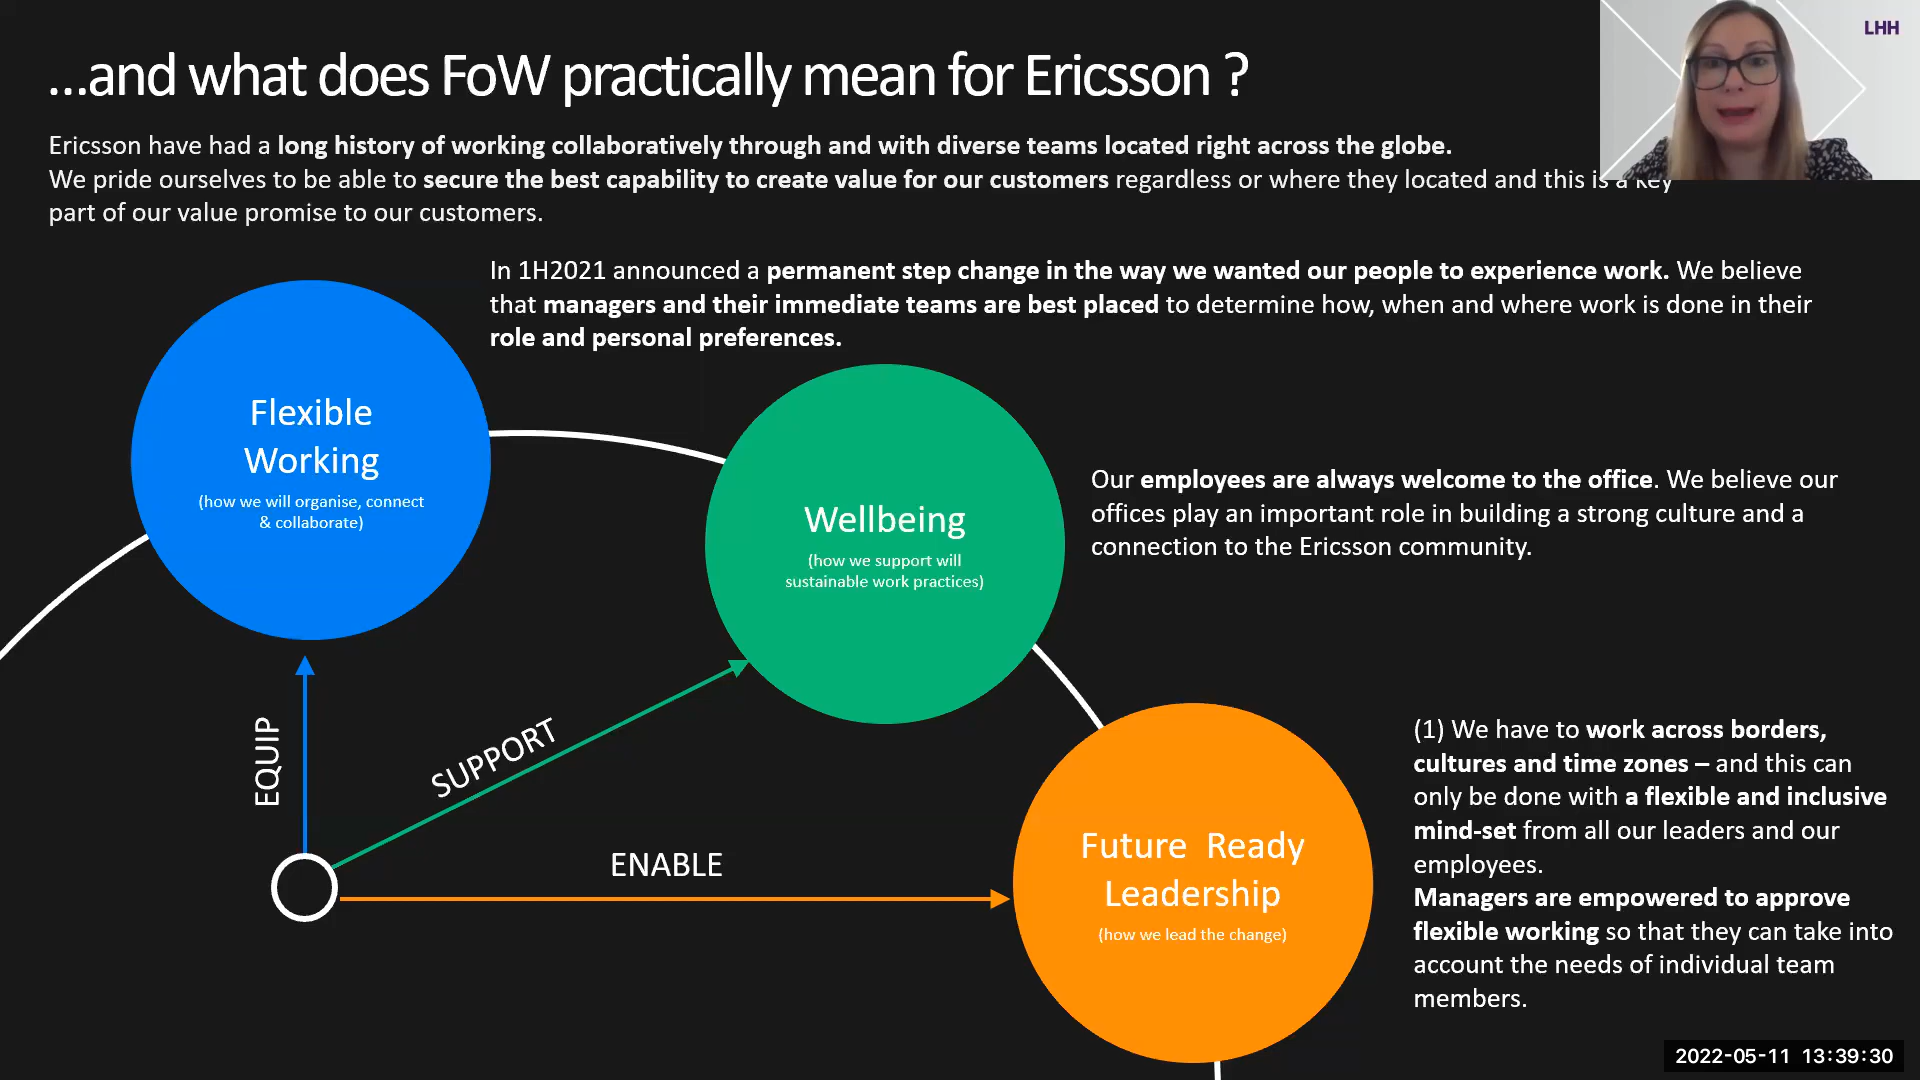 ...and what does FoW practically mean for Ericsson ?
LHH
Ericsson have had a long history of working collaboratively through and with diverse teams located right across the globe.
We pride ourselves to be able to secure the best capability to create value for our customers regardless or where they located and this is a key
part of our value promise to our customers.
In 1H2021 announced a permanent step change in the way we wanted our people to experience work. We believe
that managers and their immediate teams are best placed to determine how, when and where work is done in their
role and personal preferences.
Flexible
Working
(how we will organise, connect
& collaborate)
Wellbeing
(how we support will
sustainable work practices)
Our employees are always welcome to the office. We believe our
offices play an important role in building a strong culture and a
connection to the Ericsson community.
EQUIP
SUPPORT
ENABLE
Future Ready
Leadership
(how we lead the change)
(1) We have to work across borders,
cultures and time zones – and this can
only be done with a flexible and inclusive
mind-set from all our leaders and our
employees.
Managers are empowered to approve
flexible working so that they can take into
account the needs of individual team
members.
2022-05-11 13:39:30